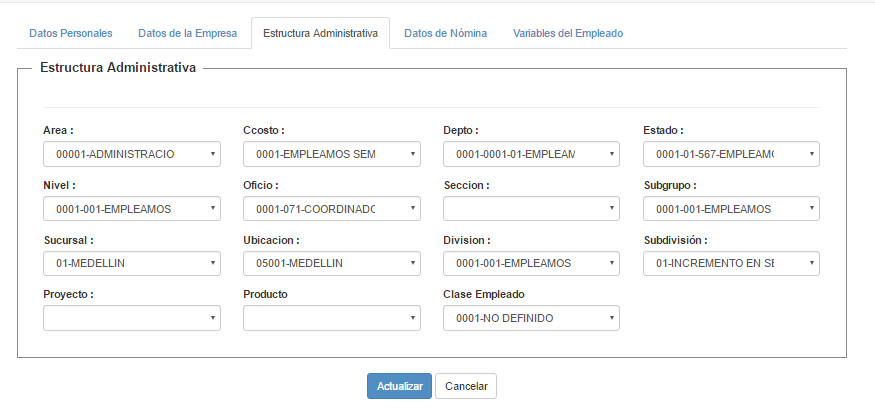 Datos Personales Datos de la Empresa Estructura Administrativa Datos de Nómina Variables del Empleado
Estructura Administrativa
Area : Ccosto : Depto : Estado :
00001-ADMINISTRACIO 0001-EMPLEAMOS SEM 0001-0001-01-EMPLEAM 0001-01-567-EMPLEAMO
Nivel : Oficio : Seccion : Subgrupo :
0001-001-EMPLEAMOS 0001-071-COORDINADO 0001-001-EMPLEAMOS
Sucursal : Ubicacion : Division : Subdivisión :
01-MEDELLIN 05001-MEDELLIN 0001-001-EMPLEAMOS 01-INCREMENTO EN SE
Proyecto : Producto Clase Empleado
0001-NO DEFINIDO
Actualizar Cancelar